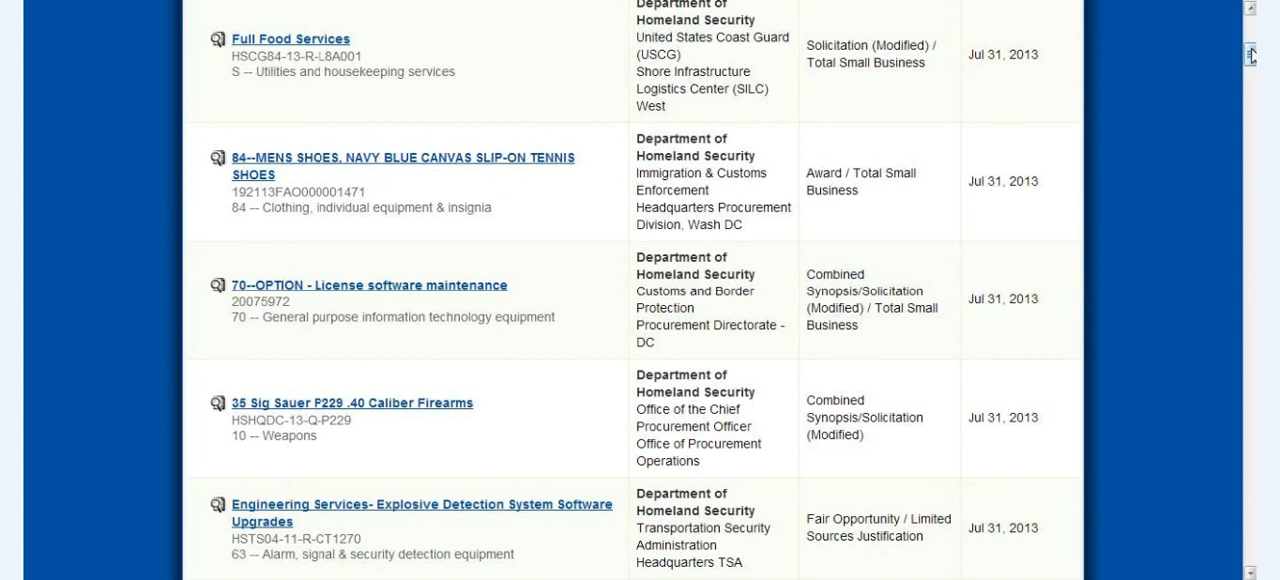 Department of
Homeland Security
Full Food Services
HSCG84-13-R-L8A001
S -- Utilities and housekeeping services
United States Coast Guard
(USCG)
Shore Infrastructure
Logistics Center (SILC)
West
Solicitation (Modified) /
Total Small Business
Jul 31, 2013
84--MENS SHOES, NAVY BLUE CANVAS SLIP-ON TENNIS
SHOES
192113FAO000001471
84 -- Clothing, individual equipment & insignia
Department of
Homeland Security
Immigration & Customs
Enforcement
Headquarters Procurement
Division, Wash DC
Award / Total Small
Business
Jul 31, 2013
70--OPTION - License software maintenance
20075972
70 -- General purpose information technology equipment
Department of
Homeland Security
Customs and Border
Protection
Procurement Directorate -
DC
Combined
Synopsis/Solicitation
(Modified) / Total Small
Business
Jul 31, 2013
35 Sig Sauer P229 .40 Caliber Firearms
HSHQDC-13-Q-P229
10 -- Weapons
Department of
Homeland Security
Office of the Chief
Procurement Officer
Office of Procurement
Operations
Combined
Synopsis/Solicitation
(Modified)
Jul 31, 2013
Engineering Services- Explosive Detection System Software
Upgrades
HSTS04-11-R-CT1270
63 -- Alarm, signal & security detection equipment
Department of
Homeland Security
Transportation Security
Administration
Headquarters TSA
Fair Opportunity / Limited
Sources Justification
Jul 31, 2013